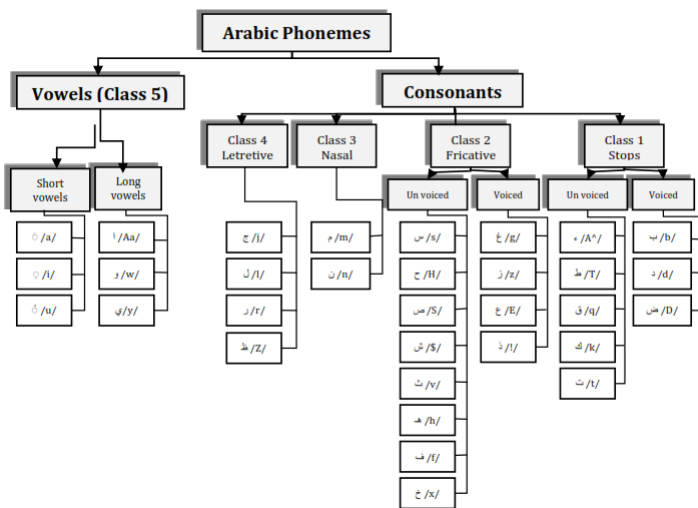 Arabic Phonemes
Vowels (Class 5)
Consonants
Class 4
Letretive
Class 3
Nasal
Class 2
Fricative
Class 1
Stops
Short
vowels
Long
vowels
Un voiced
Voiced
Un voiced
Voiced
◌َ /a/
◌ِ /i/
◌ُ /u/
ا /Aa/
و /w/
ي /y/
ج /j/
ل /l/
ر /r/
ظ /Z/
م /m/
ن /n/
س /s/
ح /H/
ص /S/
ش /$/
ث /v/
هـ /h/
ف /f/
خ /x/
غ /g/
ز /z/
ع /E/
ذ /!/
ء /A^/
ط /T/
ق /q/
ك /k/
ت /t/
ب /b/
د /d/
ض /D/